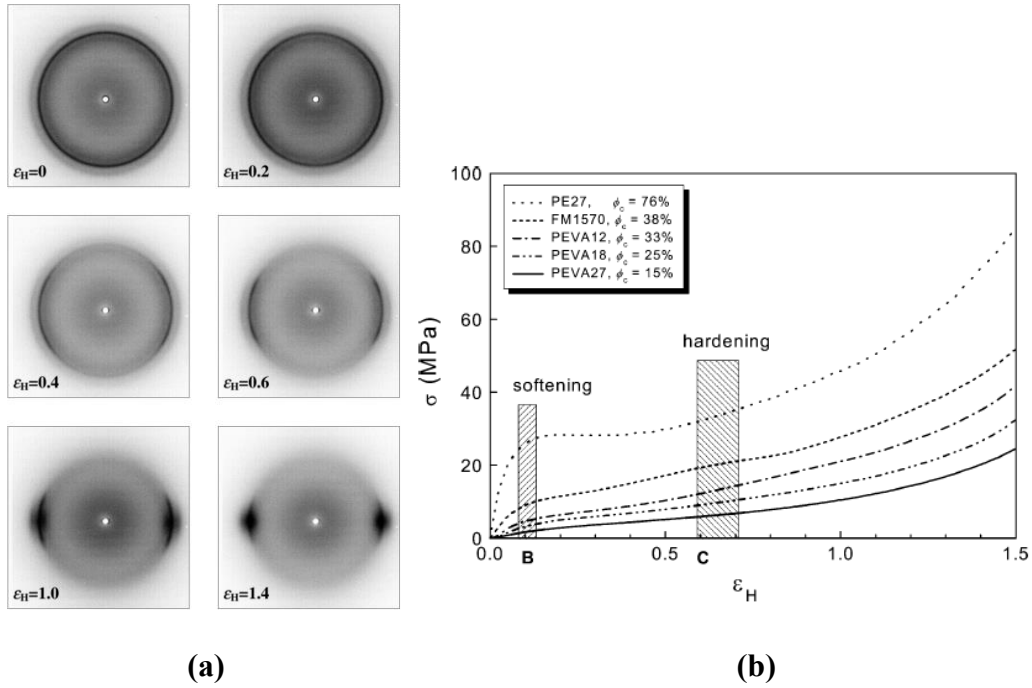 εH=0
εH=0.2
εH=0.4
εH=0.6
εH=1.0
εH=1.4
(a)
100
80
60
40
20
0
σ (MPa)
PE27, ϕc = 76%
FM1570, ϕc = 38%
PEVA12, ϕc = 33%
PEVA18, ϕc = 25%
PEVA27, ϕc = 15%
softening
hardening
0.0 B 0.5 C 1.0 1.5
εH
(b)